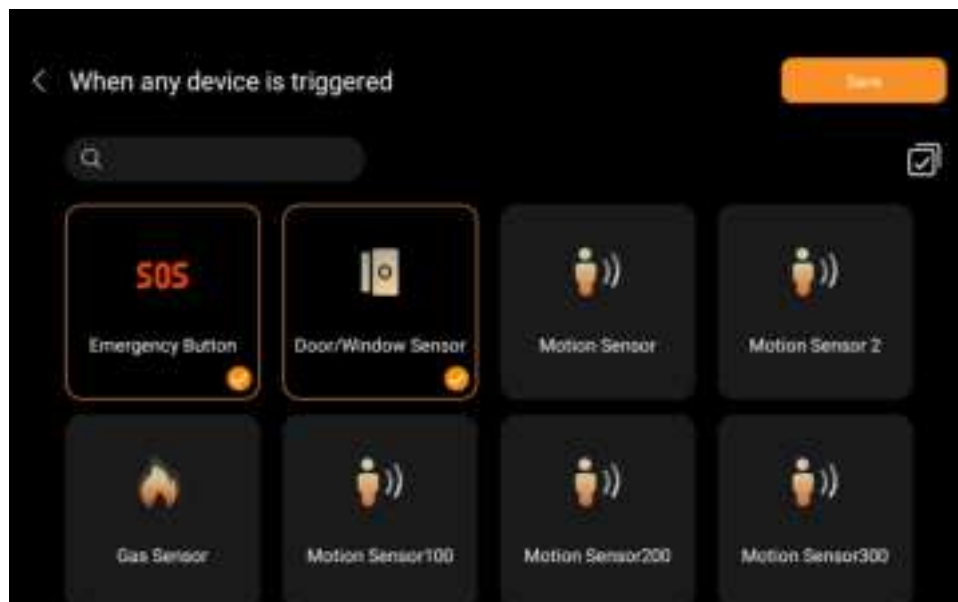 When any device is triggered
Save
SOS
Emergency Button
Door/Window Sensor
Motion Sensor
Motion Sensor 2
Gas Sensor
Motion Sensor100
Motion Sensor200
Motion Sensor300